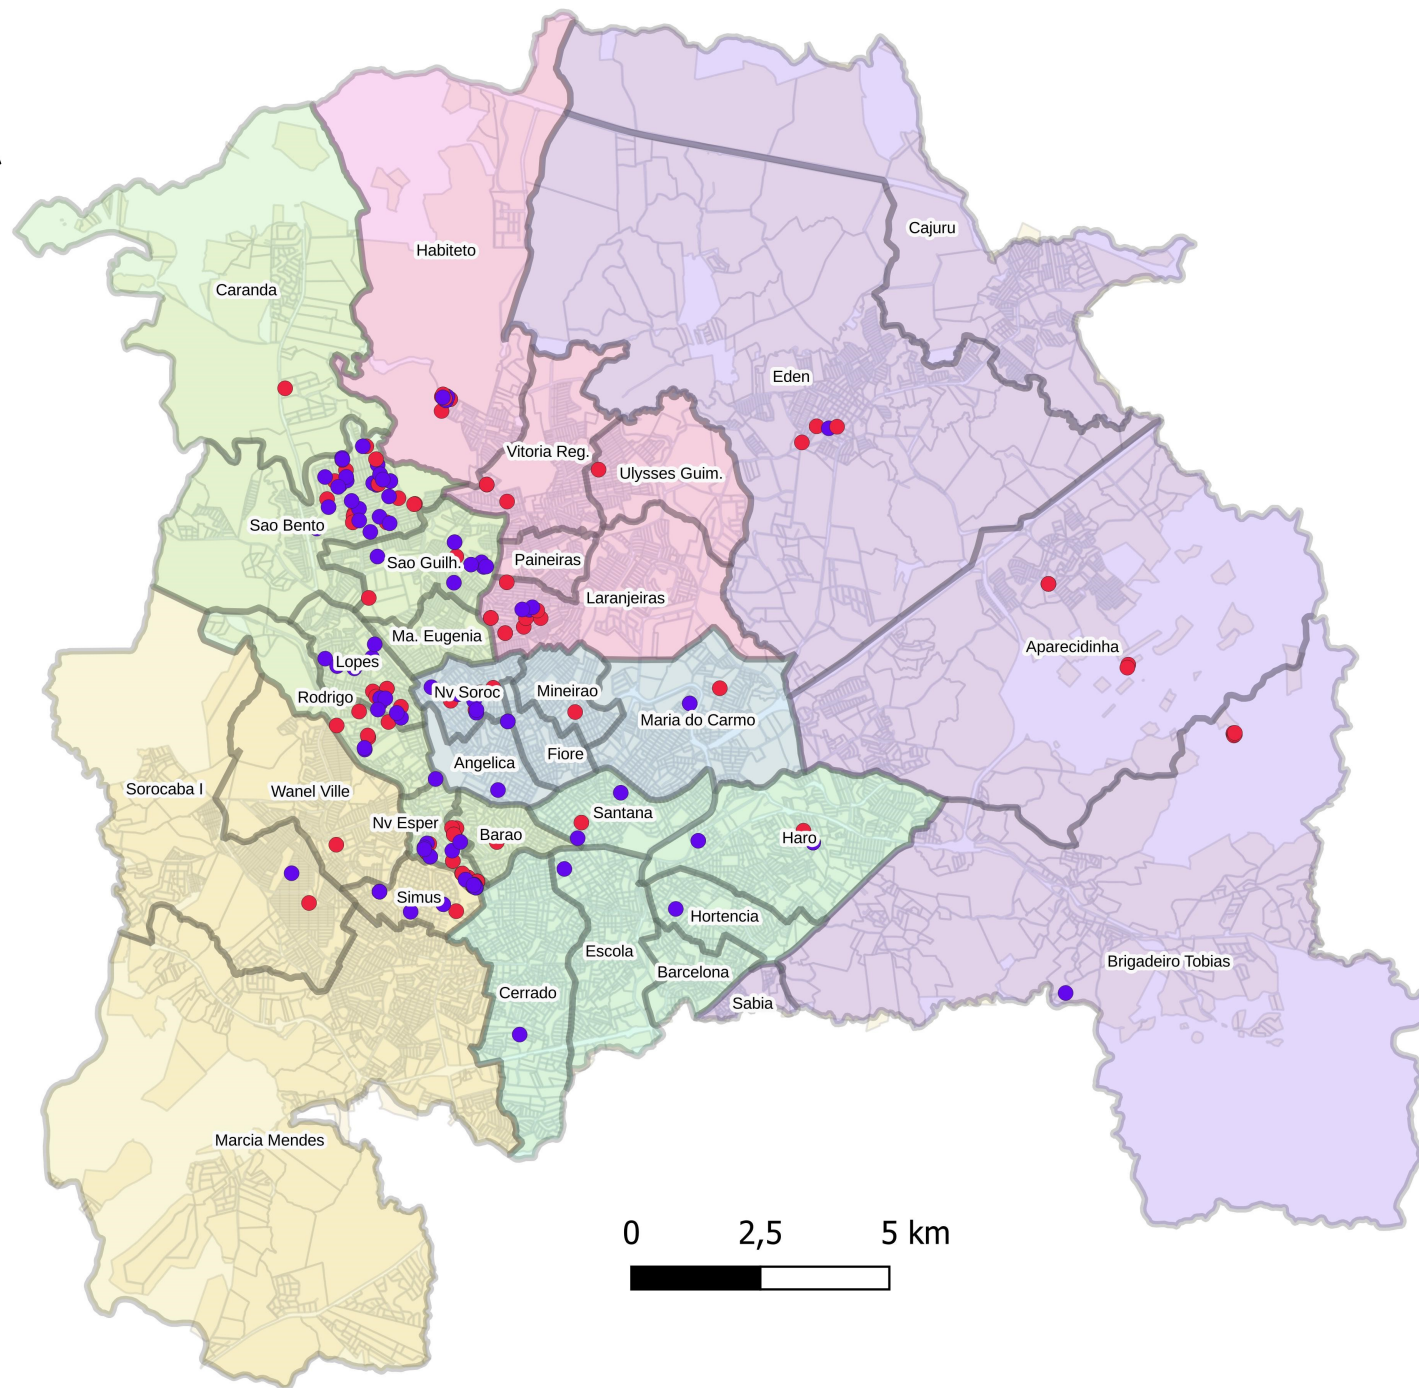 Cajuru
Habiteto
Caranda
Eden
Vitoria Reg.
Ulysses Guim.
Sao Bento
Sao Guilh.
Paineiras
Laranjeiras
Ma. Eugenia
Aparecidinha
Lopes
Nv Soroc
Mineirao
Rodrigo
Maria do Carmo
Fiore
Angelica
Sorocaba I
Wanel Ville
Santana
Nv Esper
Barao
Haro
Simus
Hortencia
Escola
Brigadeiro Tobias
Barcelona
Cerrado
Sabia
Marcia Mendes
0 2,5 5 km